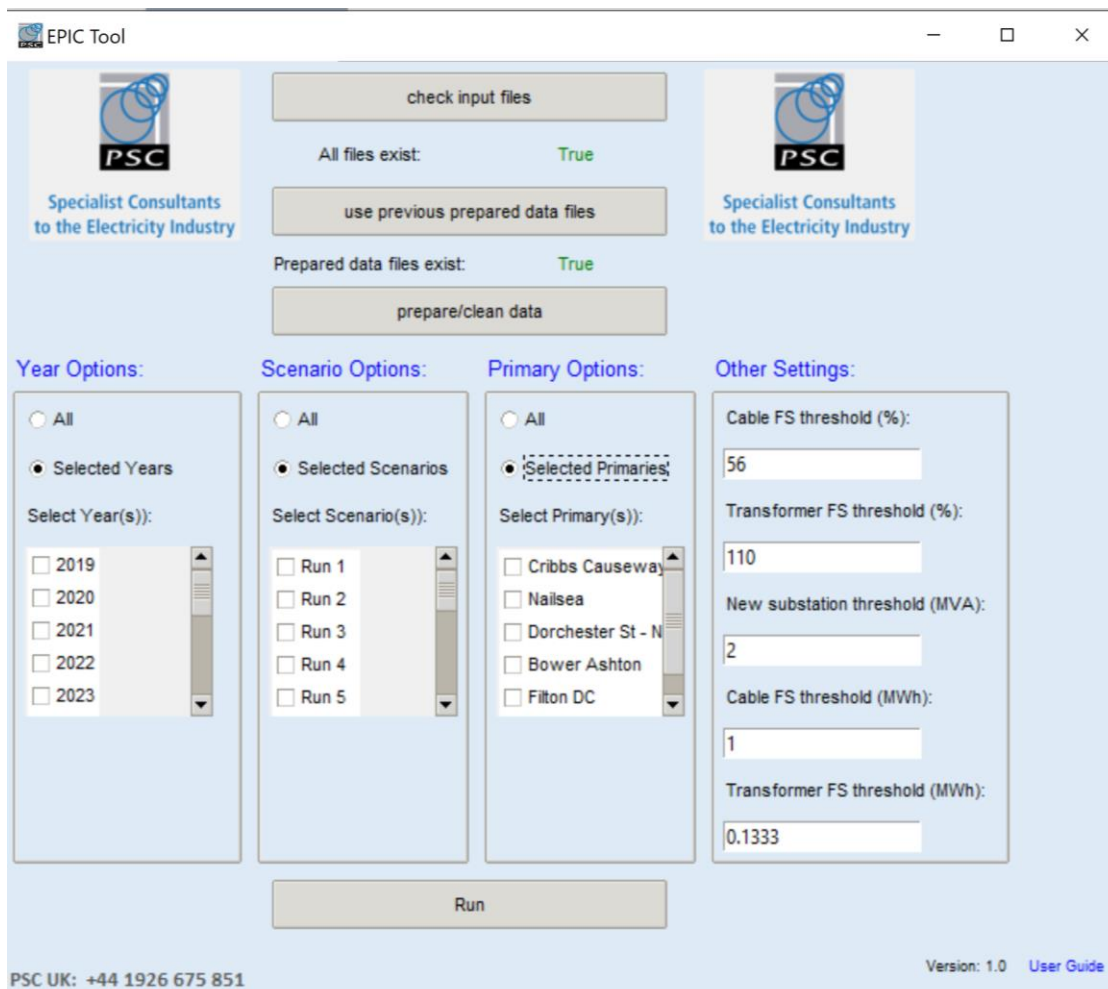 EPIC Tool
PSC
Specialist Consultants
to the Electricity Industry
check input files
All files exist: True
use previous prepared data files
Prepared data files exist: True
prepare/clean data
PSC
Specialist Consultants
to the Electricity Industry
Year Options:
All
Selected Years
Select Year(s)):
2019
2020
2021
2022
2023
Scenario Options:
All
Selected Scenarios
Select Scenario(s)):
Run 1
Run 2
Run 3
Run 4
Run 5
Primary Options:
All
Selected Primaries
Select Primary(s)):
Cribbs Causeway
Nailsea
Dorchester St - N
Bower Ashton
Filton DC
Other Settings:
Cable FS threshold (%):
56
Transformer FS threshold (%):
110
New substation threshold (MVA):
2
Cable FS threshold (MWh):
1
Transformer FS threshold (MWh):
0.1333
Run
PSC UK: +44 1926 675 851
Version: 1.0 User Guide